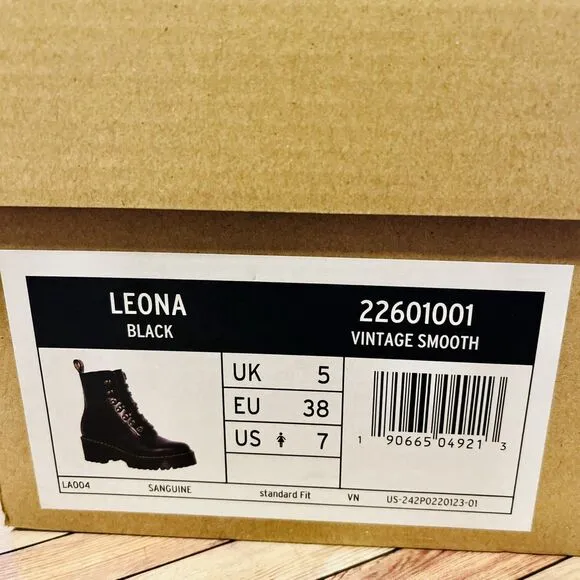 LEONA
BLACK
22601001
VINTAGE SMOOTH
UK 5
EU 38
US 7
1 90665 04921 3
LA004 SANGUINE standard Fit VN US-242P0220123-01